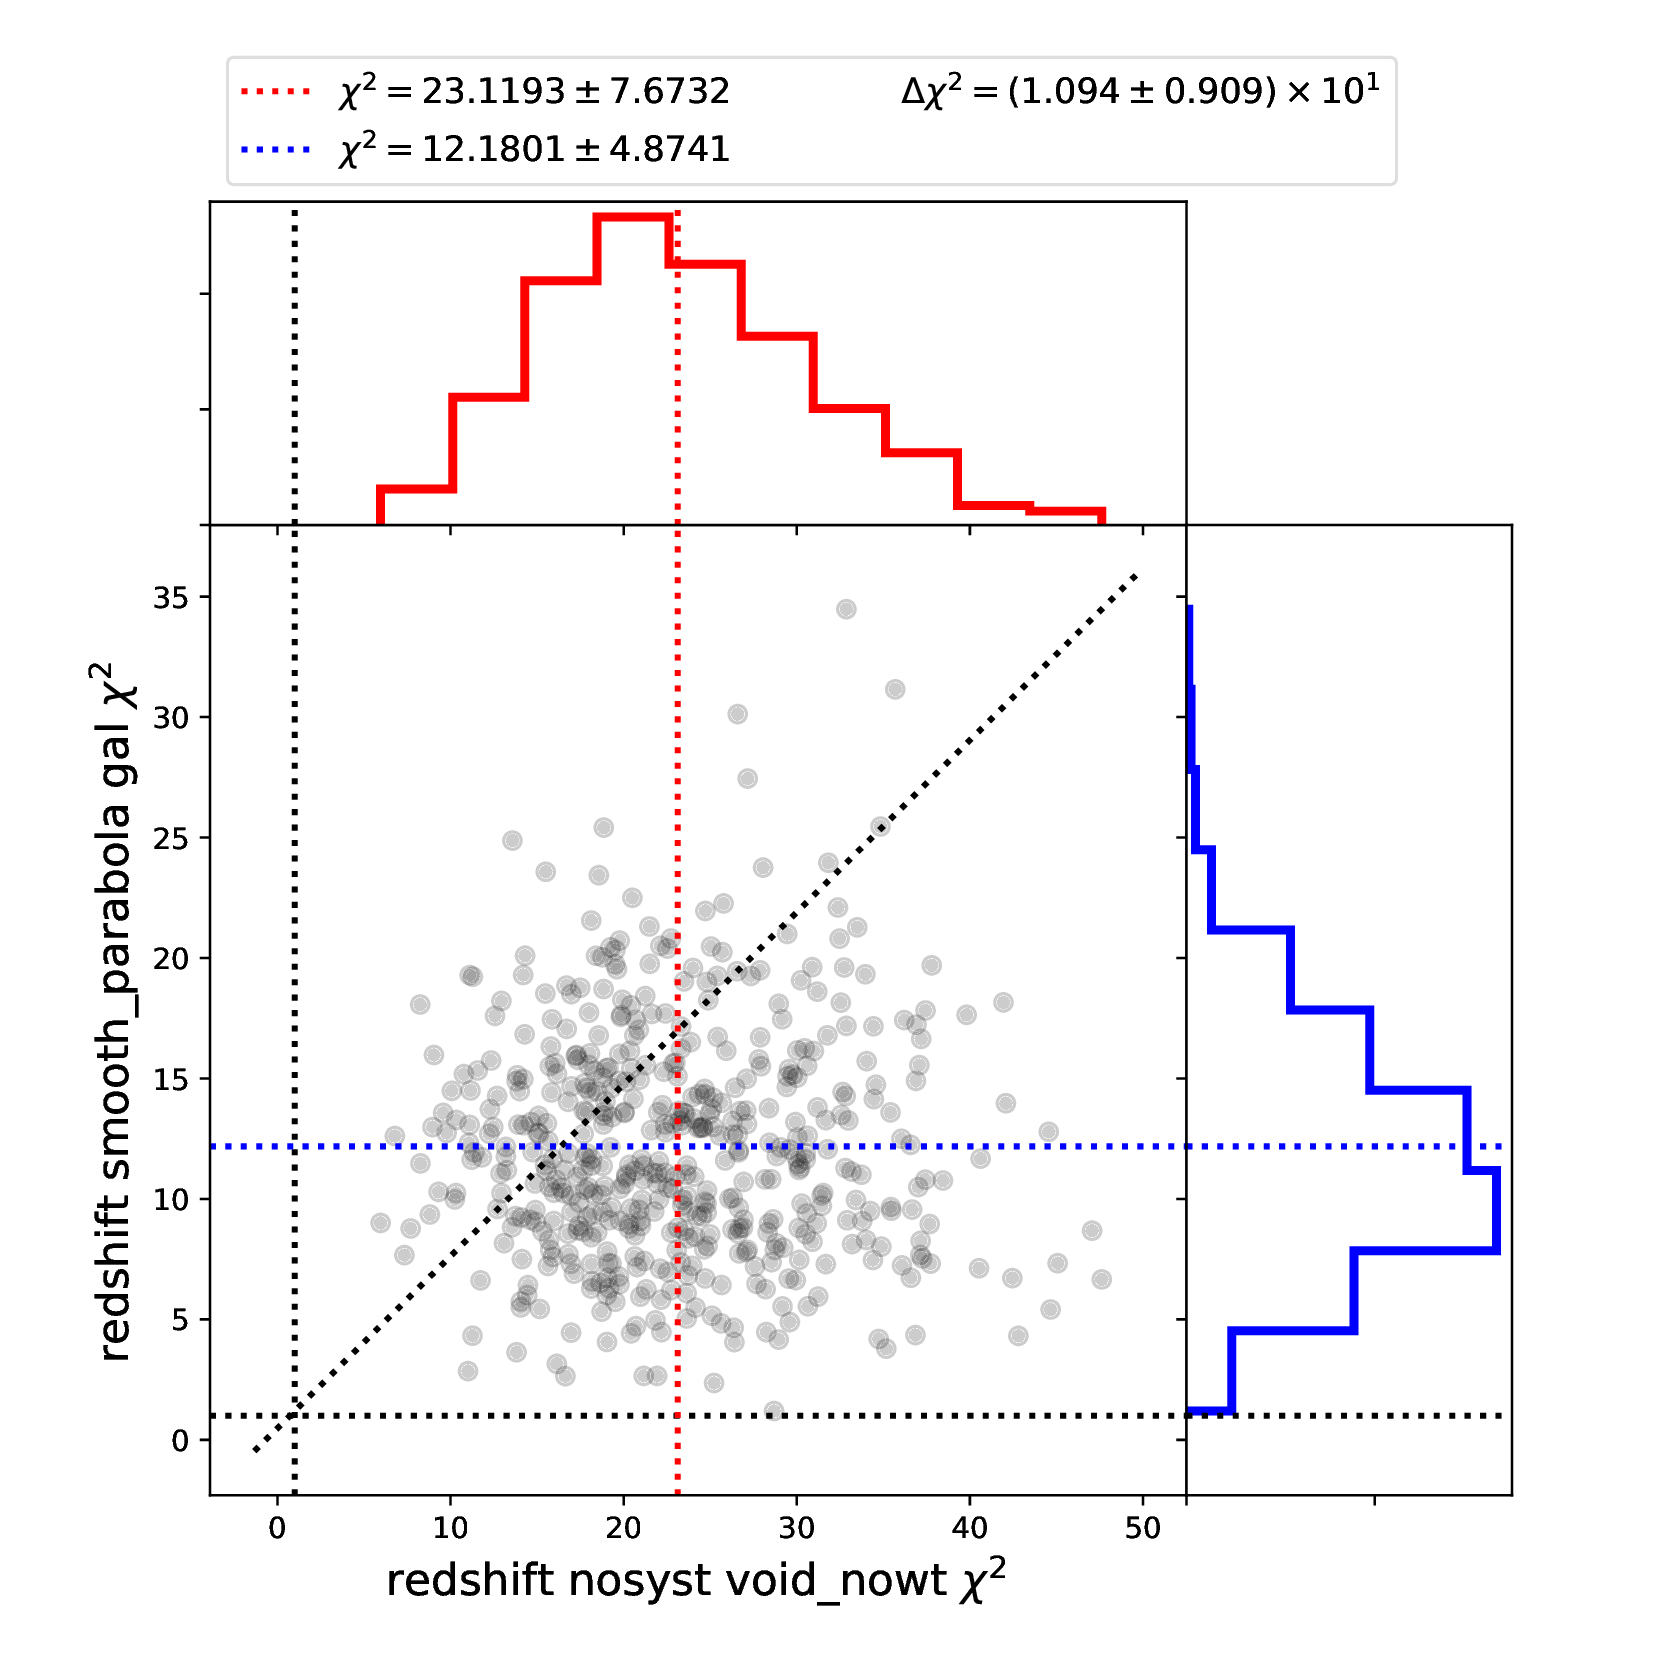 χ² = 23.1193 ± 7.6732
χ² = 12.1801 ± 4.8741
Δχ² = (1.094 ± 0.909) × 10¹
35
30
25
20
15
10
5
0
redshift smooth_parabola gal χ²
0 10 20 30 40 50
redshift nosyst void_nowt χ²